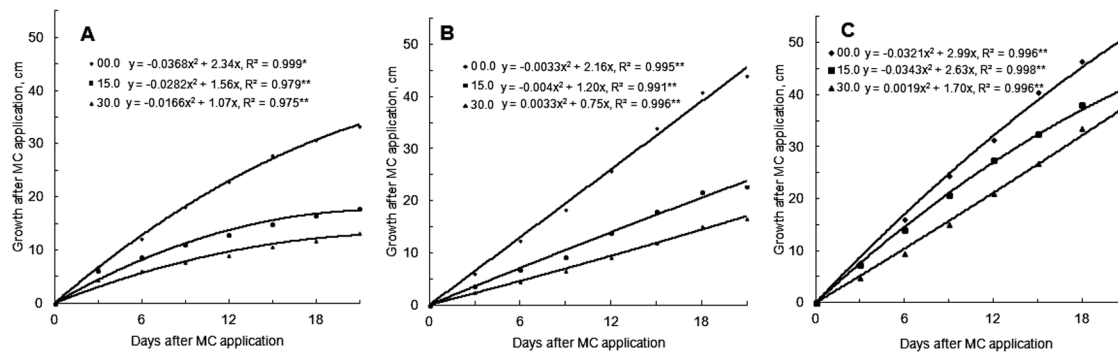 A
00.0 y = -0.0368x² + 2.34x, R² = 0.999*
15.0 y = -0.0282x² + 1.56x, R² = 0.979**
30.0 y = -0.0166x² + 1.07x, R² = 0.975**
Growth after MC application, cm
50
40
30
20
10
0
0 6 12 18
Days after MC application
B
00.0 y = -0.0033x² + 2.16x, R² = 0.995**
15.0 y = -0.004x² + 1.20x, R² = 0.991**
30.0 y = 0.0033x² + 0.75x, R² = 0.996**
Growth after MC application, cm
50
40
30
20
10
0
0 6 12 18
Days after MC application
C
00.0 y = -0.0321x² + 2.99x, R² = 0.996**
15.0 y = -0.0343x² + 2.63x, R² = 0.998**
30.0 y = 0.0019x² + 1.70x, R² = 0.996**
Growth after MC application, cm
50
40
30
20
10
0
0 6 12 18
Days after MC application